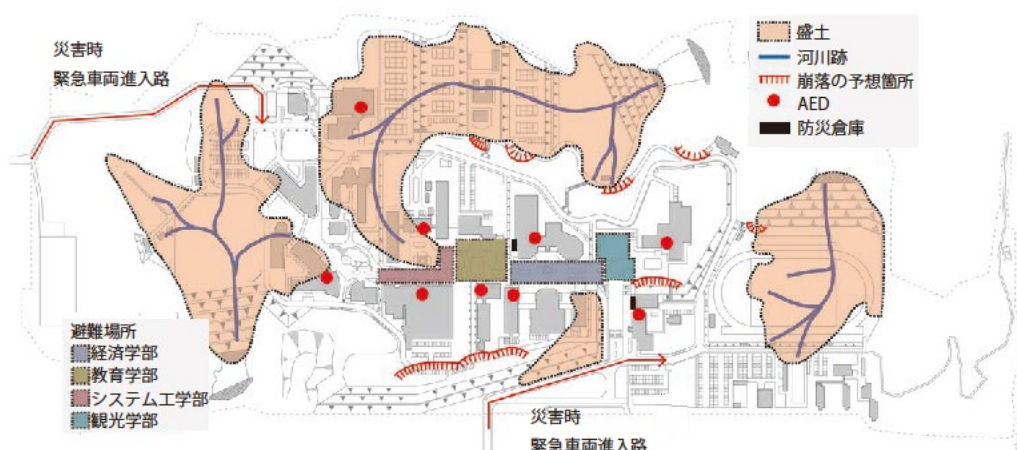 災害時
緊急車両進入路
盛土
河川跡
崩落の予想箇所
AED
防災倉庫
避難場所
経済学部
教育学部
システム工学部
観光学部
災害時
緊急車両進入路